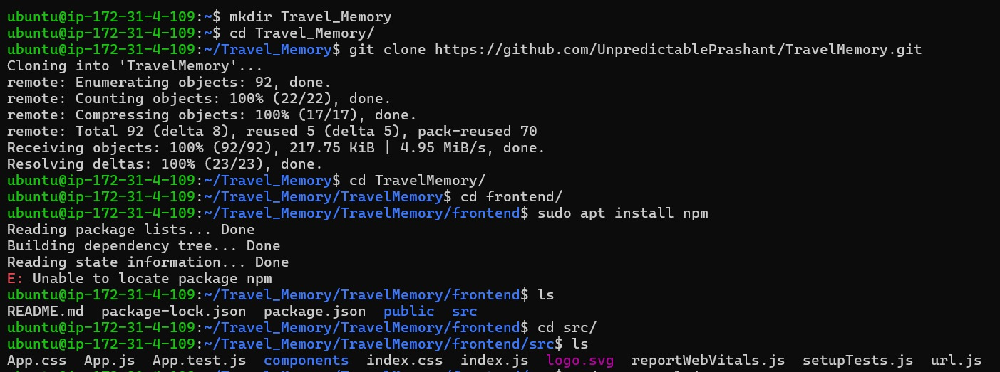 ubuntu@ip-172-31-4-109:~$ mkdir Travel_Memory
ubuntu@ip-172-31-4-109:~$ cd Travel_Memory/
ubuntu@ip-172-31-4-109:~/Travel_Memory$ git clone https://github.com/UnpredictablePrashant/TravelMemory.git
Cloning into 'TravelMemory'...
remote: Enumerating objects: 92, done.
remote: Counting objects: 100% (22/22), done.
remote: Compressing objects: 100% (17/17), done.
remote: Total 92 (delta 8), reused 5 (delta 5), pack-reused 70
Receiving objects: 100% (92/92), 217.75 KiB | 4.95 MiB/s, done.
Resolving deltas: 100% (23/23), done.
ubuntu@ip-172-31-4-109:~/Travel_Memory$ cd TravelMemory/
ubuntu@ip-172-31-4-109:~/Travel_Memory/TravelMemory$ cd frontend/
ubuntu@ip-172-31-4-109:~/Travel_Memory/TravelMemory/frontend$ sudo apt install npm
Reading package lists... Done
Building dependency tree... Done
Reading state information... Done
E: Unable to locate package npm
ubuntu@ip-172-31-4-109:~/Travel_Memory/TravelMemory/frontend$ ls
README.md package-lock.json package.json public src
ubuntu@ip-172-31-4-109:~/Travel_Memory/TravelMemory/frontend$ cd src/
ubuntu@ip-172-31-4-109:~/Travel_Memory/TravelMemory/frontend/src$ ls
App.css App.js App.test.js components index.css index.js logo.svg reportWebVitals.js setupTests.js url.js